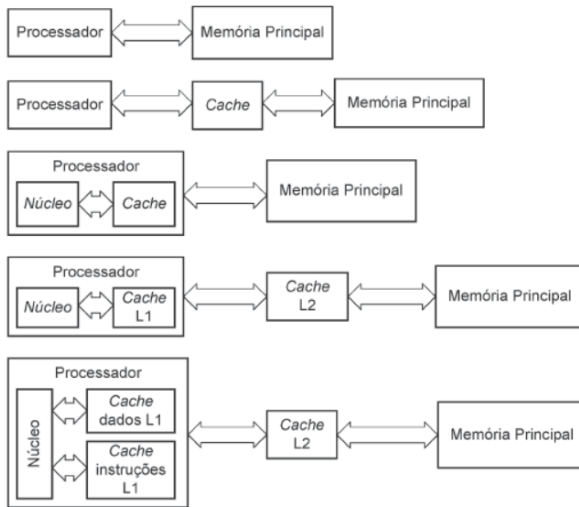 Processador
Memória Principal
Processador
Cache
Memória Principal
Processador
Núcleo
Cache
Memória Principal
Processador
Núcleo
Cache
L1
Cache
L2
Memória Principal
Processador
Núcleo
Cache
dados L1
Cache
instruções
L1
Cache
L2
Memória Principal